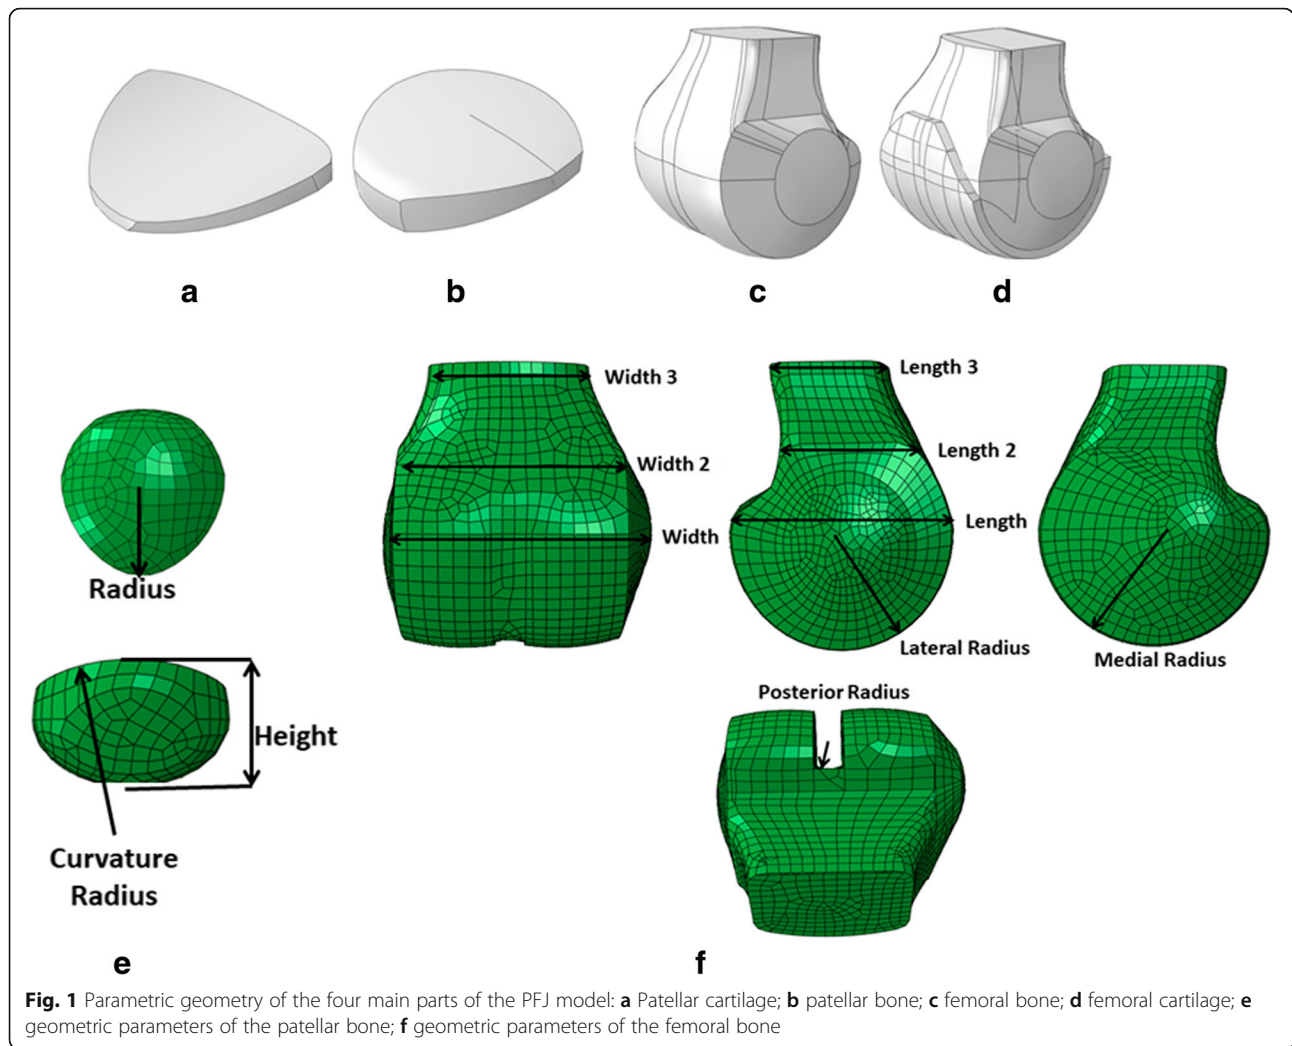 a
b
c
d
Width 3
Width 2
Width
Length 3
Length 2
Length
Lateral Radius
Medial Radius
Posterior Radius
Radius
Height
Curvature
Radius
e
f
Fig. 1 Parametric geometry of the four main parts of the PFJ model: a Patellar cartilage; b patellar bone; c femoral bone; d femoral cartilage; e
geometric parameters of the patellar bone; f geometric parameters of the femoral bone